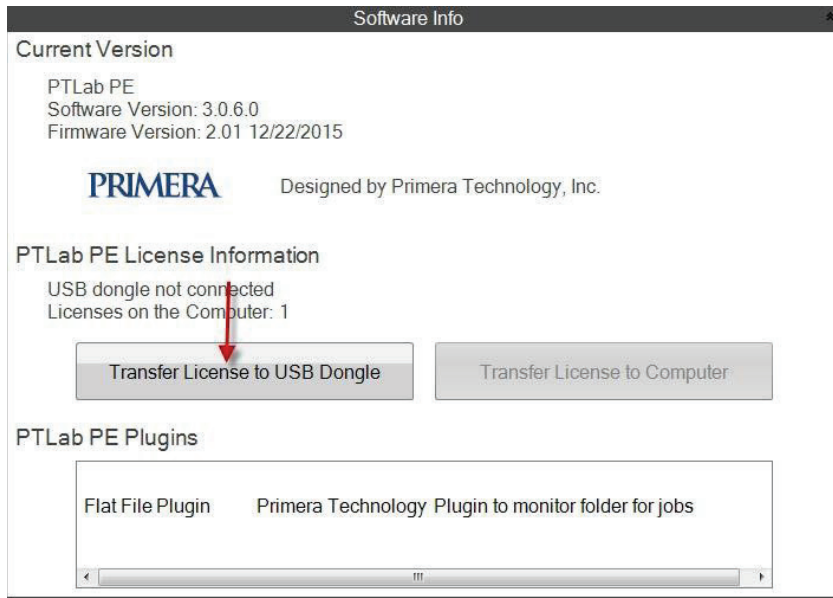 Software Info
Current Version
PTLab PE
Software Version: 3.0.6.0
Firmware Version: 2.01 12/22/2015
PRIMERA Designed by Primera Technology, Inc.
PTLab PE License Information
USB dongle not connected
Licenses on the Computer: 1
Transfer License to USB Dongle Transfer License to Computer
PTLab PE Plugins
Flat File Plugin Primera Technology Plugin to monitor folder for jobs